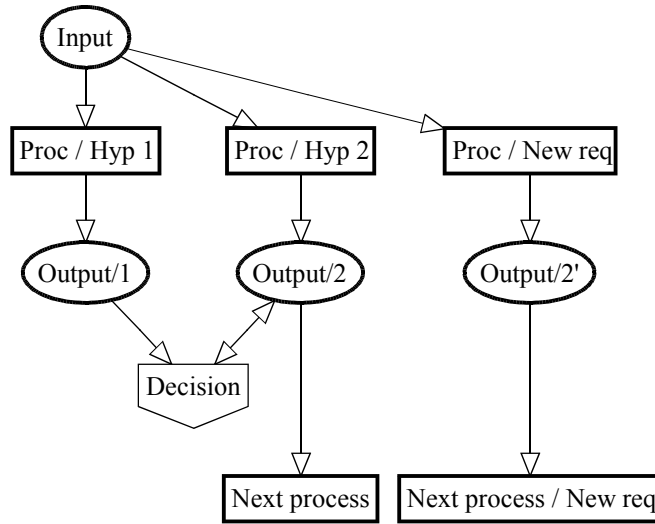 Input
Proc / Hyp 1
Proc / Hyp 2
Proc / New req
Output/1
Output/2
Output/2'
Decision
Next process
Next process / New req